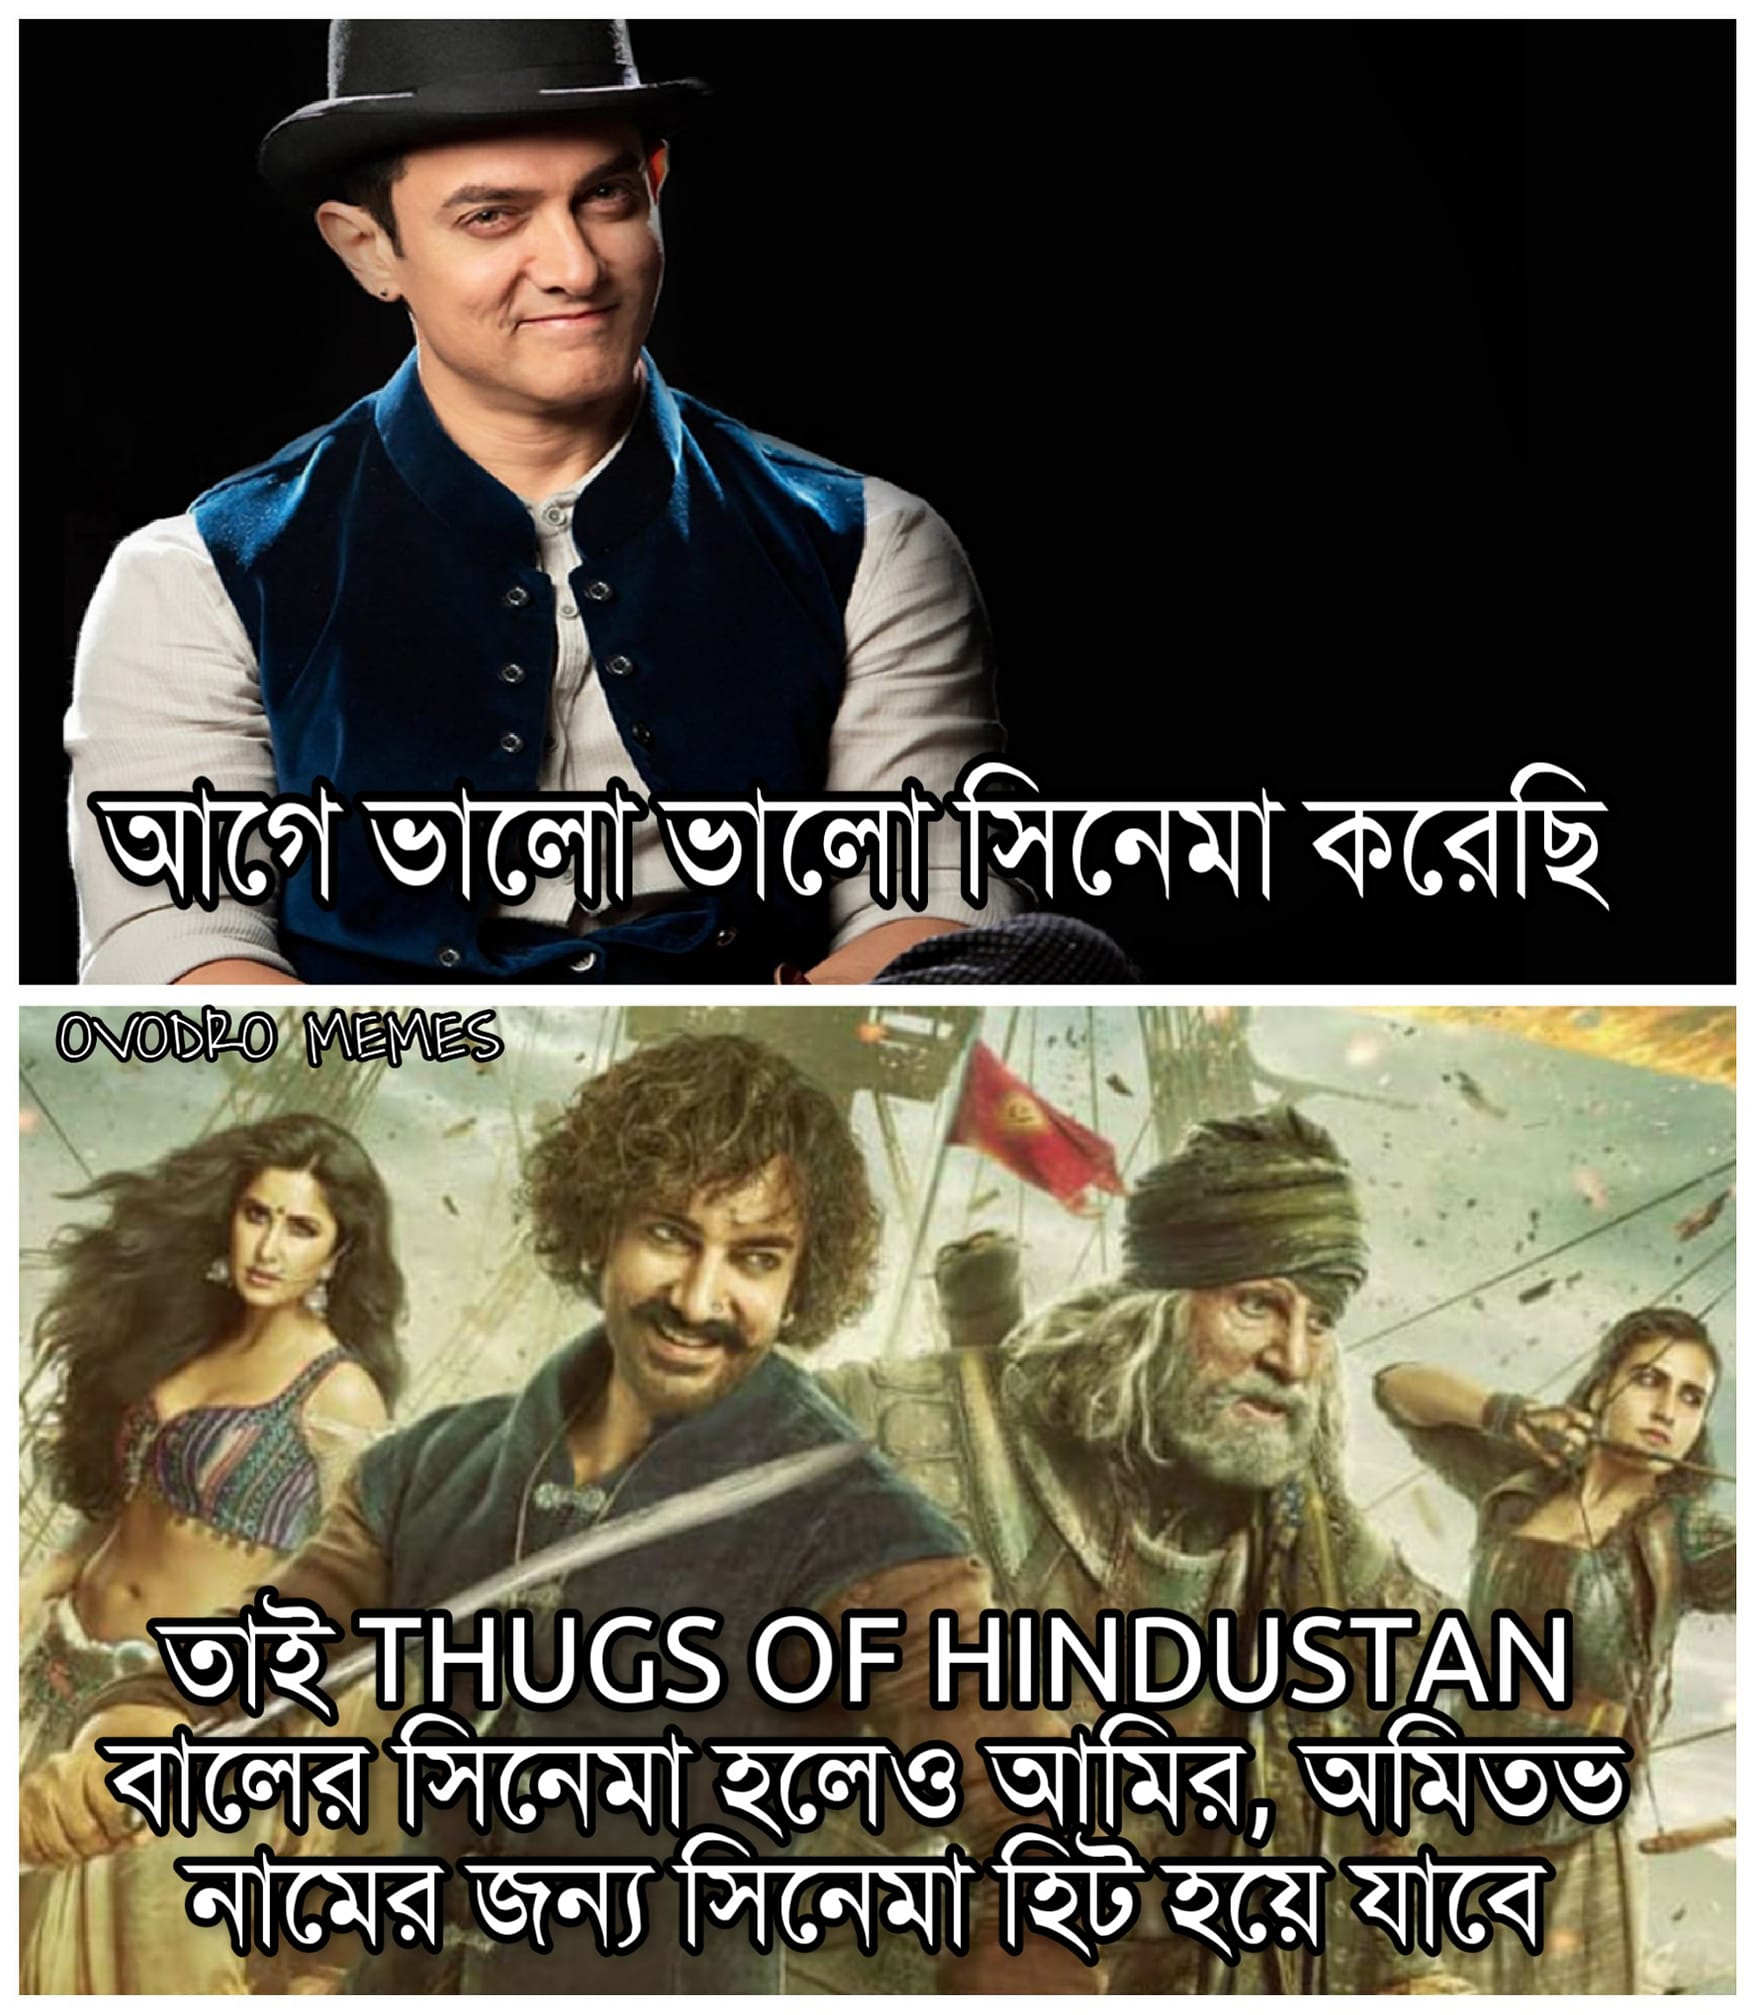 আগে ভালো ভালো সিনেমা করেছি
OVODRO MEMES
তাই THUGS OF HINDUSTAN
বালের সিনেমা হলেও আমির, অমিতভ
নামের জন্য সিনেমা হিট হয়ে যাবে